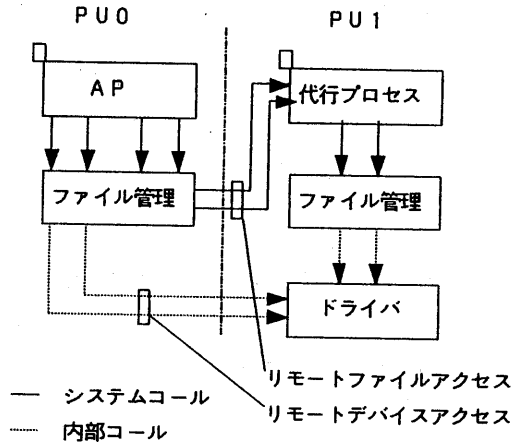 PU0
PU1
AP
代行プロセス
ファイル管理
ファイル管理
ドライバ
リモートファイルアクセス
システムコール
リモートデバイスアクセス
内部コール